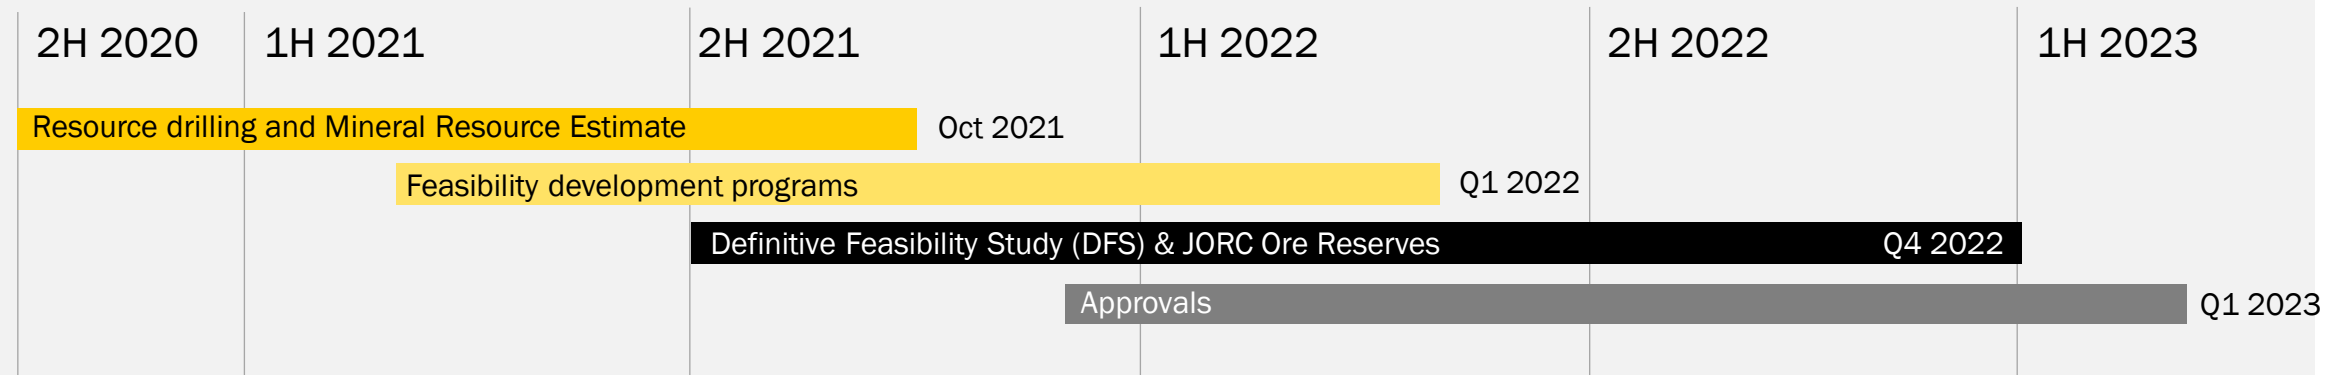 2H 2020
1H 2021
2H 2021
1H 2022
2H 2022
1H 2023
Resource drilling and Mineral Resource Estimate
Oct 2021
Feasibility development programs
Q1 2022
Definitive Feasibility Study (DFS) & JORC Ore Reserves
Q4 2022
Approvals
Q1 2023